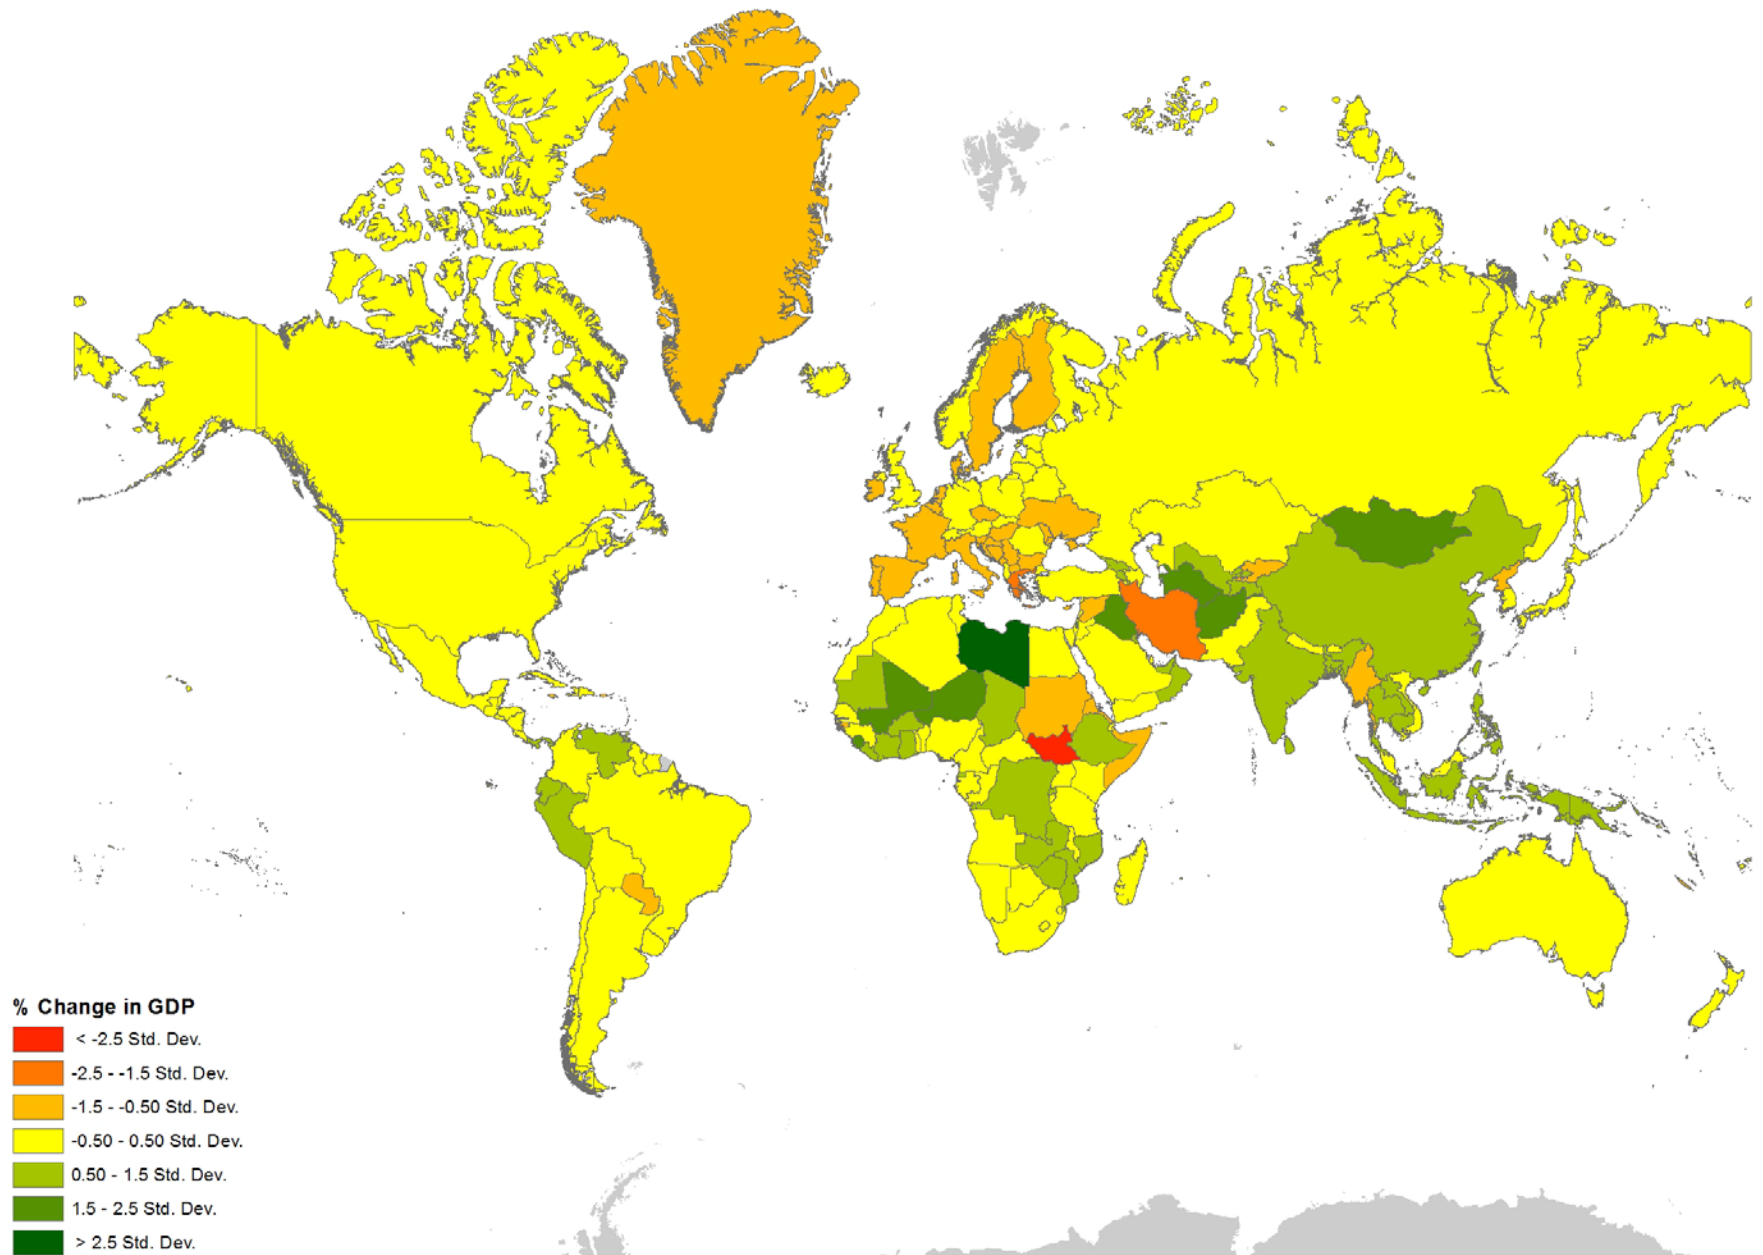 % Change in GDP
< -2.5 Std. Dev.
-2.5 - -1.5 Std. Dev.
-1.5 - -0.50 Std. Dev.
-0.50 - 0.50 Std. Dev.
0.50 - 1.5 Std. Dev.
1.5 - 2.5 Std. Dev.
> 2.5 Std. Dev.